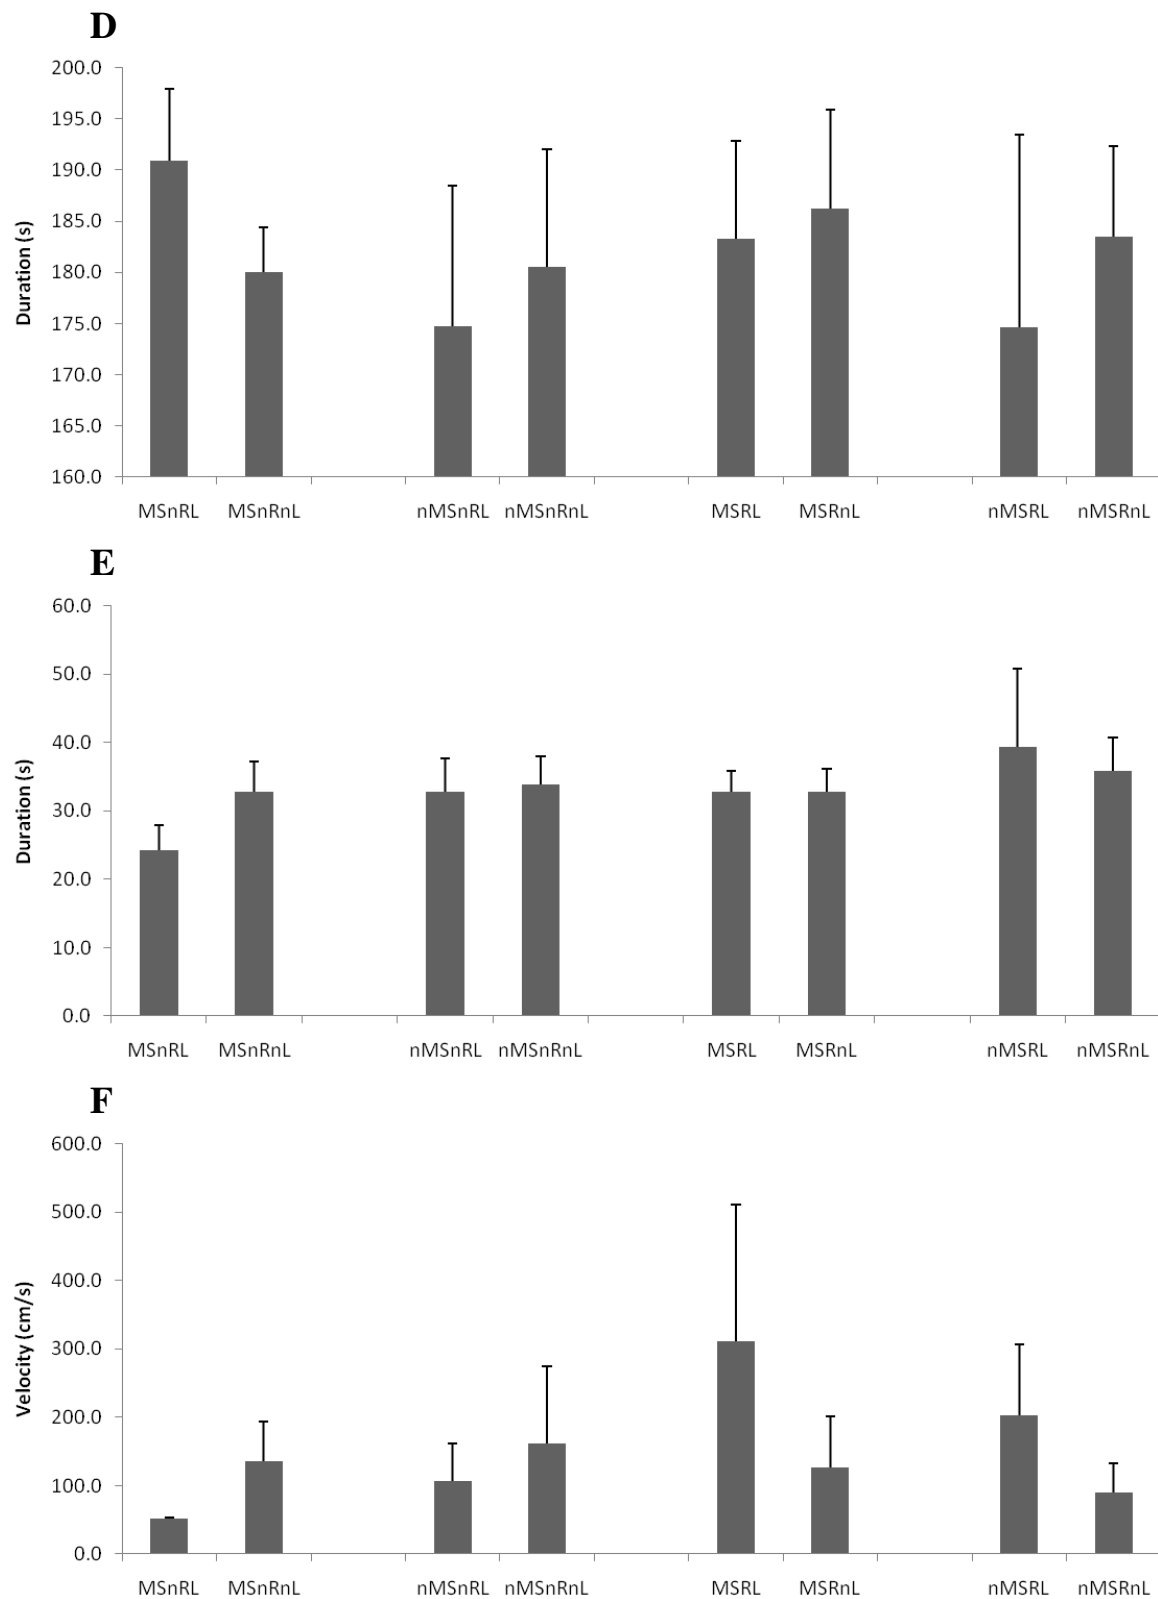 D
200.0
195.0
190.0
185.0
180.0
175.0
170.0
165.0
160.0
Duration (s)
MSnRL MSnRnL nMSnRL nMSnRnL MSRL MSRnL nMSRL nMSRnL
E
60.0
50.0
40.0
30.0
20.0
10.0
0.0
Duration (s)
MSnRL MSnRnL nMSnRL nMSnRnL MSRL MSRnL nMSRL nMSRnL
F
600.0
500.0
400.0
300.0
200.0
100.0
0.0
Velocity (cm/s)
MSnRL MSnRnL nMSnRL nMSnRnL MSRL MSRnL nMSRL nMSRnL